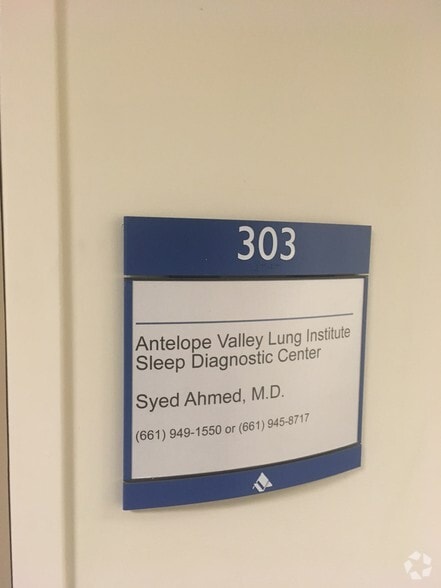 303
Antelope Valley Lung Institute
Sleep Diagnostic Center
Syed Ahmed, M.D.
(661) 949-1550 or (661) 945-8717